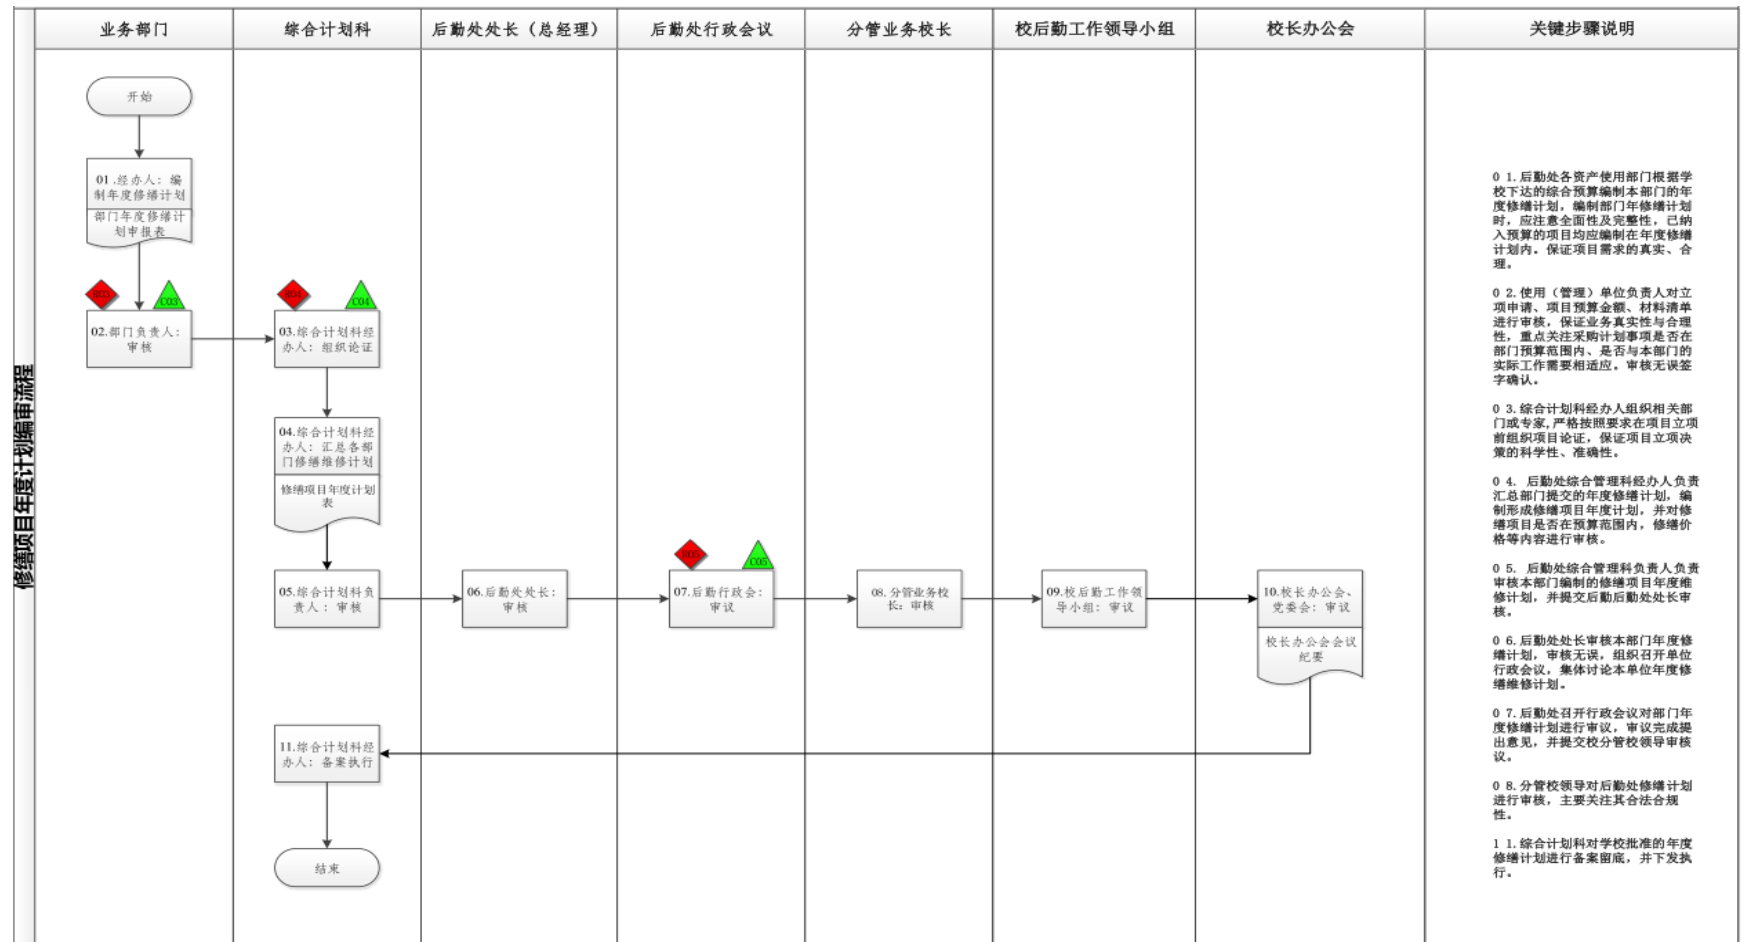 业务部门
综合计划科
后勤处处长（总经理）
后勤处行政会议
分管业务校长
校后勤工作领导小组
校长办公会
关键步骤说明
修缮项目年度计划编审流程
开始
01.经办人：编
制年度修缮计划
部门年度修缮计
划审报表
C03
02.部门负责人：
审核
R04
C04
03.综合计划科经
办人：组织论证
04.综合计划科经
办人：汇总各部
门修缮维修计划
修缮项目年度计划
表
05.综合计划科负
责人：审核
06.后勤处处长：
审核
C05
07.后勤行政会：
审议
08.分管业务校
长：审核
09.校后勤工作领
导小组：审议
10.校长办公会、
党委会：审议
校长办公会会议
纪要
11.综合计划科经
办人：备案执行
结束
01.后勤处各资产使用部门根据学
校下达的综合预算编制本部门的年
度修缮计划，编制部门年修缮计划
时，应注意全面性及完整性，已纳
入预算的项目均应编制在年度修缮
计划内。保证项目需求的真实、合
理。
02.使用（管理）单位负责人对立
项申请、项目预算金额、材料清单
进行审核，保证业务真实性与合理
性，重点关注采购计划事项是否在
部门预算范围内、是否与本部门的
实际工作需要相适应。审核无误签
字确认。
03.综合计划科经办人组织相关部
门或专家,严格按照要求在项目立项
前组织项目论证，保证项目立项决
策的科学性、准确性。
04. 后勤处综合管理科经办人负责
汇总部门提交的年度修缮计划，编
制形成修缮项目年度计划，并对修
缮项目是否在预算范围内，修缮价
格等内容进行审核。
05. 后勤处综合管理科负责人负责
审核本部门编制的修缮项目年度维
修计划，并提交后勤后勤处处长审
核。
06.后勤处处长审核本部门年度修
缮计划，审核无误，组织召开单位
行政会议，集体讨论本单位年度修
缮维修计划。
07.后勤处召开行政会议对部门年
度修缮计划进行审议，审议完成提
出意见，并提交校分管校领导审核
议。
08.分管校领导对后勤处修缮计划
进行审核，主要关注其合法合规
性。
11.综合计划科对学校批准的年度
修缮计划进行备案留底，并下发执
行。